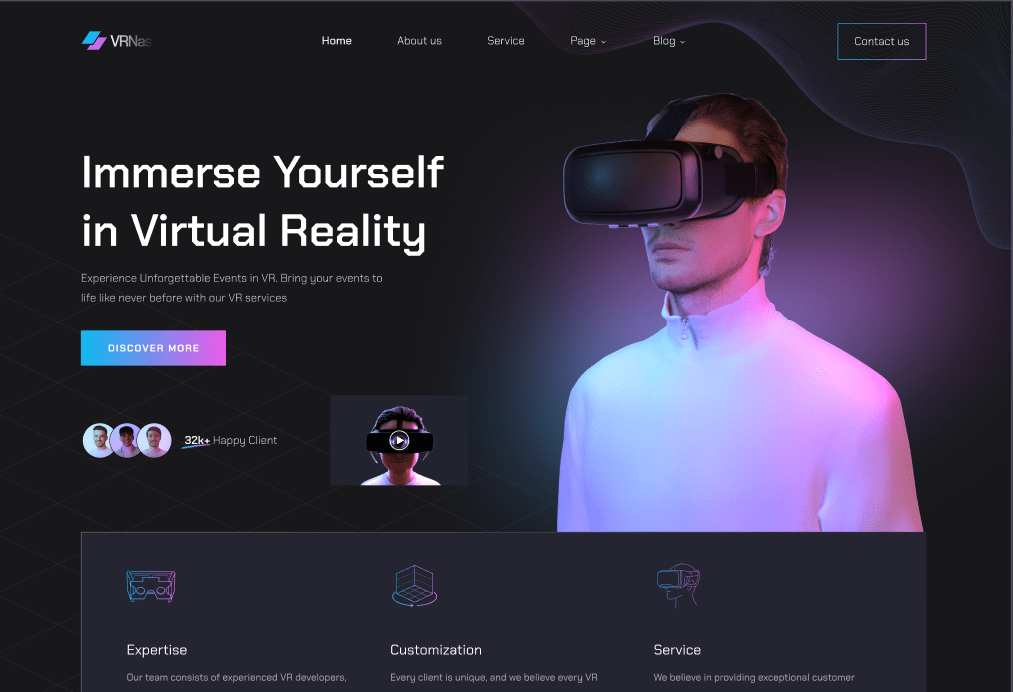 VRNas
Home
About us
Service
Page
Blog
Contact us
Immerse Yourself
in Virtual Reality
Experience Unforgettable Events in VR. Bring your events to
life like never before with our VR services
DISCOVER MORE
32k+ Happy Client
Expertise
Customization
Service
Our team consists of experienced VR developers,
Every client is unique, and we believe every VR
We believe in providing exceptional customer